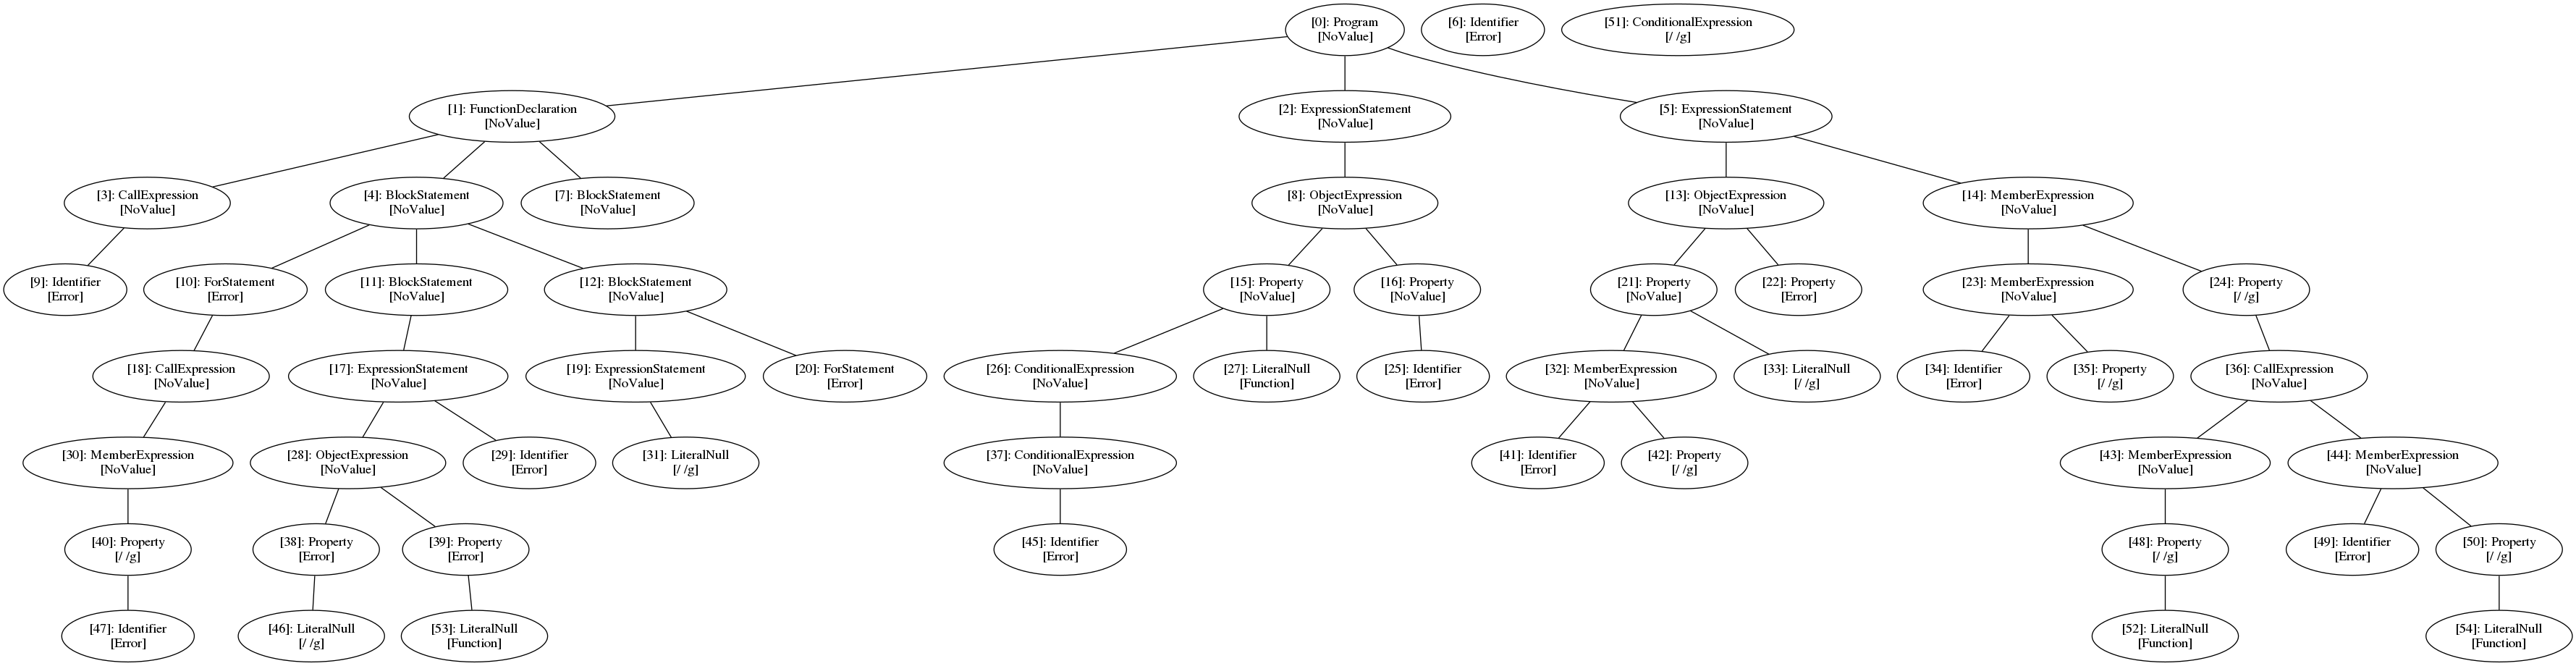 [0]: Program
[NoValue]
[6]: Identifier
[Error]
[51]: ConditionalExpression
[/ /g]
[1]: FunctionDeclaration
[NoValue]
[2]: ExpressionStatement
[NoValue]
[5]: ExpressionStatement
[NoValue]
[3]: CallExpression
[NoValue]
[4]: BlockStatement
[NoValue]
[7]: BlockStatement
[NoValue]
[8]: ObjectExpression
[NoValue]
[13]: ObjectExpression
[NoValue]
[14]: MemberExpression
[NoValue]
[9]: Identifier
[Error]
[10]: ForStatement
[Error]
[11]: BlockStatement
[NoValue]
[12]: BlockStatement
[NoValue]
[15]: Property
[NoValue]
[16]: Property
[NoValue]
[21]: Property
[NoValue]
[22]: Property
[Error]
[23]: MemberExpression
[NoValue]
[24]: Property
[/ /g]
[18]: CallExpression
[NoValue]
[17]: ExpressionStatement
[NoValue]
[19]: ExpressionStatement
[NoValue]
[20]: ForStatement
[Error]
[26]: ConditionalExpression
[NoValue]
[27]: LiteralNull
[Function]
[25]: Identifier
[Error]
[32]: MemberExpression
[NoValue]
[33]: LiteralNull
[/ /g]
[34]: Identifier
[Error]
[35]: Property
[/ /g]
[36]: CallExpression
[NoValue]
[30]: MemberExpression
[NoValue]
[28]: ObjectExpression
[NoValue]
[29]: Identifier
[Error]
[31]: LiteralNull
[/ /g]
[37]: ConditionalExpression
[NoValue]
[41]: Identifier
[Error]
[42]: Property
[/ /g]
[43]: MemberExpression
[NoValue]
[44]: MemberExpression
[NoValue]
[40]: Property
[/ /g]
[38]: Property
[Error]
[39]: Property
[Error]
[45]: Identifier
[Error]
[48]: Property
[/ /g]
[49]: Identifier
[Error]
[50]: Property
[/ /g]
[47]: Identifier
[Error]
[46]: LiteralNull
[/ /g]
[53]: LiteralNull
[Function]
[52]: LiteralNull
[Function]
[54]: LiteralNull
[Function]